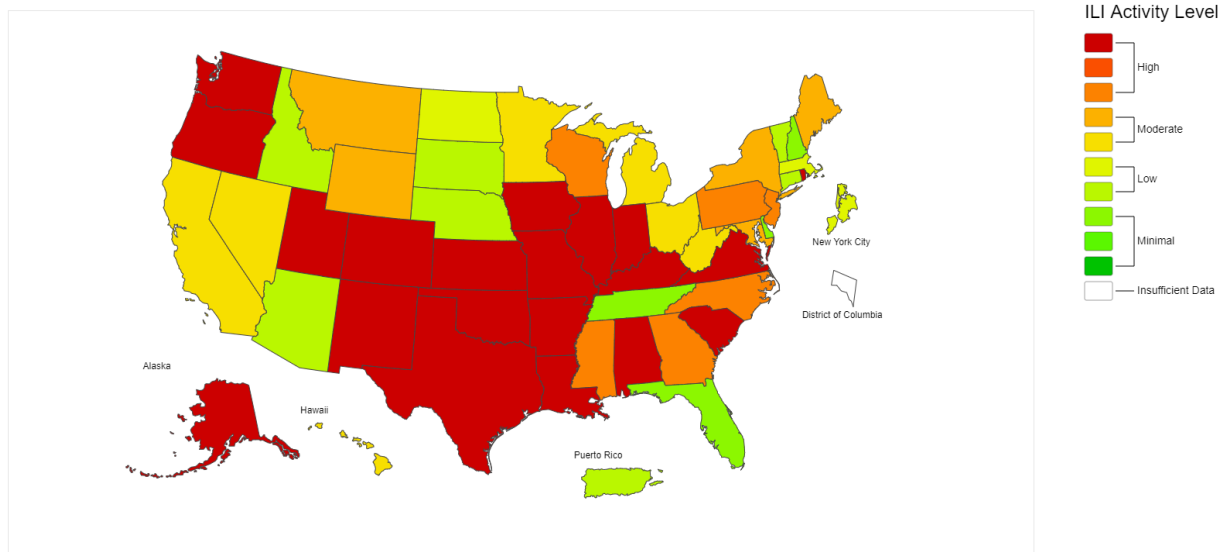 ILI Activity Level
High
Moderate
Low
Minimal
Insufficient Data
New York City
District of Columbia
Alaska
Hawaii
Puerto Rico